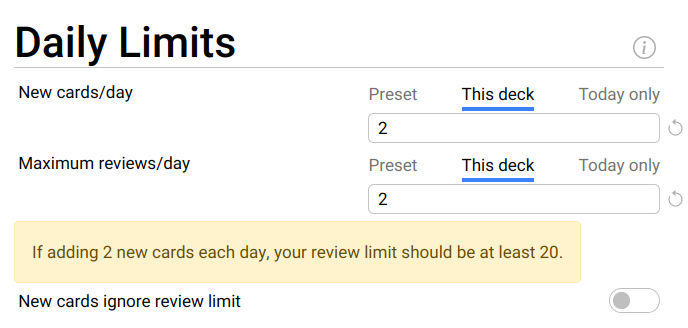 Daily Limits
New cards/day
Preset This deck Today only
2
Maximum reviews/day
Preset This deck Today only
2
If adding 2 new cards each day, your review limit should be at least 20.
New cards ignore review limit